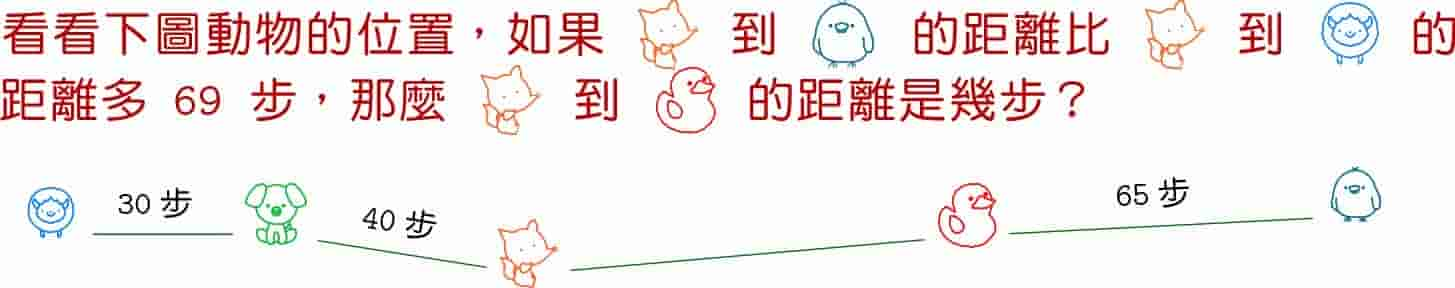 看看下圖動物的位置，如果 到 的距離比 到 的
距離多 69 步，那麼 到 的距離是幾步？
30 步
40 步
65 步